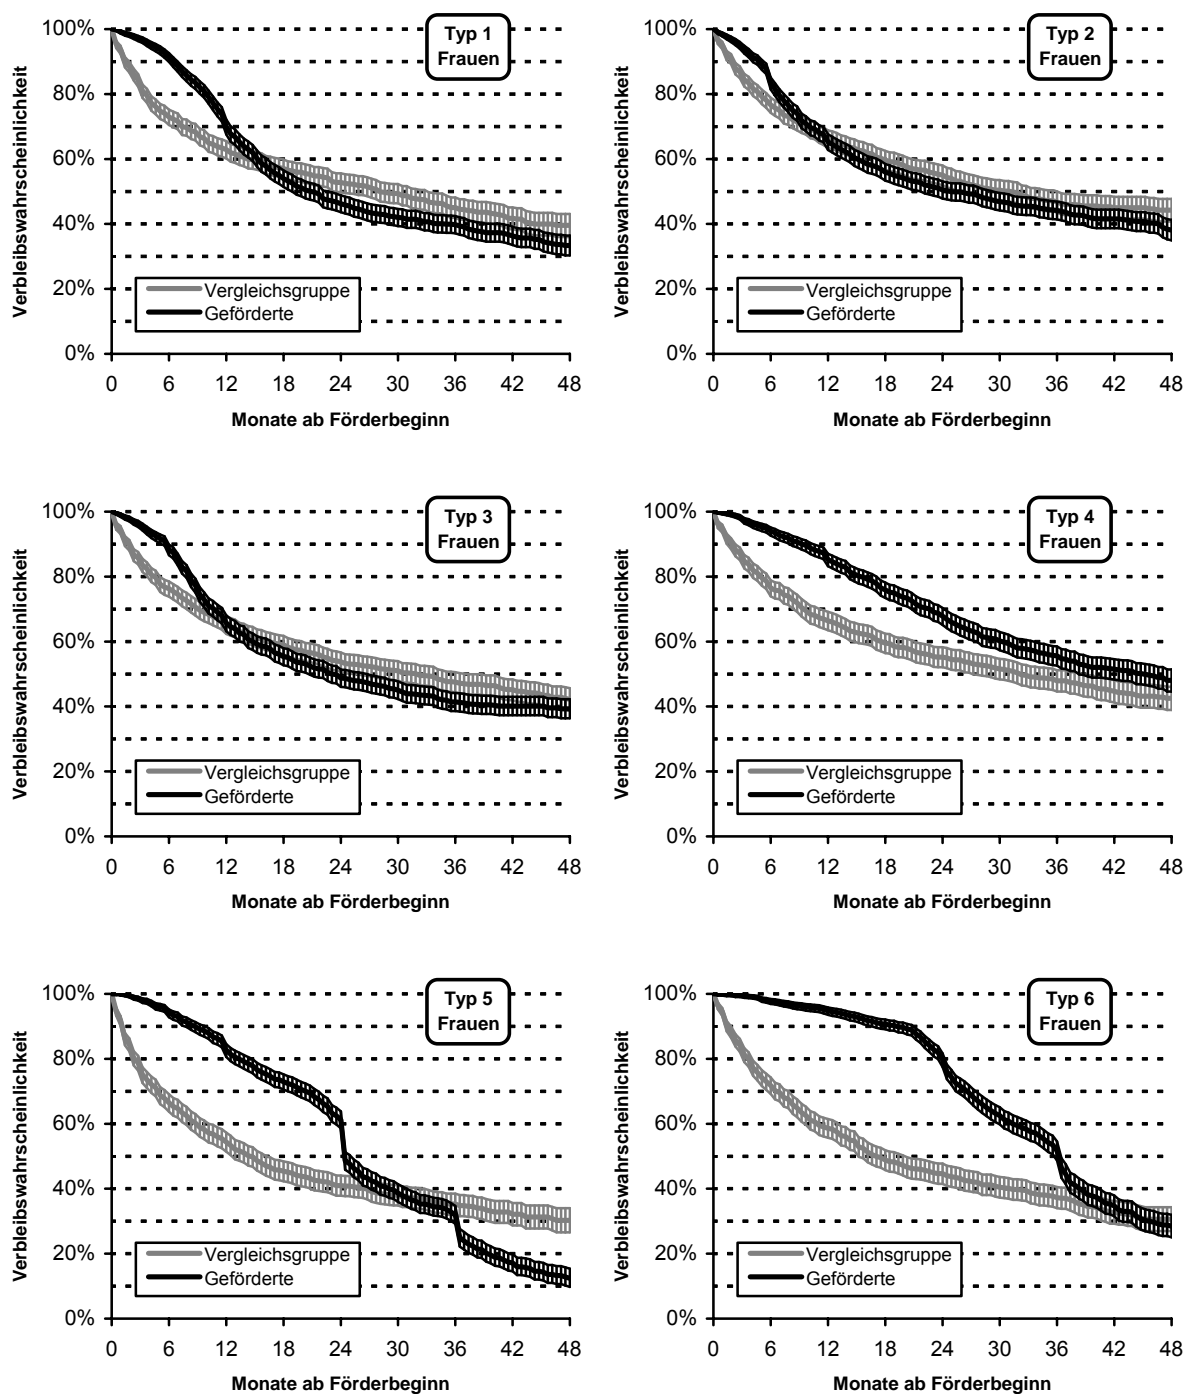 Verbleibswahrscheinlichkeit
100%
80%
60%
40%
20%
0%
Typ 1
Frauen
Vergleichsgruppe
Geförderte
0 6 12 18 24 30 36 42 48
Monate ab Förderbeginn
Verbleibswahrscheinlichkeit
100%
80%
60%
40%
20%
0%
Typ 2
Frauen
Vergleichsgruppe
Geförderte
0 6 12 18 24 30 36 42 48
Monate ab Förderbeginn
Verbleibswahrscheinlichkeit
100%
80%
60%
40%
20%
0%
Typ 3
Frauen
Vergleichsgruppe
Geförderte
0 6 12 18 24 30 36 42 48
Monate ab Förderbeginn
Verbleibswahrscheinlichkeit
100%
80%
60%
40%
20%
0%
Typ 4
Frauen
Vergleichsgruppe
Geförderte
0 6 12 18 24 30 36 42 48
Monate ab Förderbeginn
Verbleibswahrscheinlichkeit
100%
80%
60%
40%
20%
0%
Typ 5
Frauen
Vergleichsgruppe
Geförderte
0 6 12 18 24 30 36 42 48
Monate ab Förderbeginn
Verbleibswahrscheinlichkeit
100%
80%
60%
40%
20%
0%
Typ 6
Frauen
Vergleichsgruppe
Geförderte
0 6 12 18 24 30 36 42 48
Monate ab Förderbeginn